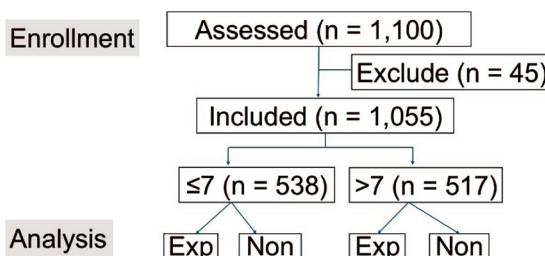 Enrollment
Assessed (n = 1,100)
Exclude (n = 45)
Included (n = 1,055)
≤7 (n = 538)
>7 (n = 517)
Analysis
Exp
Non
Exp
Non